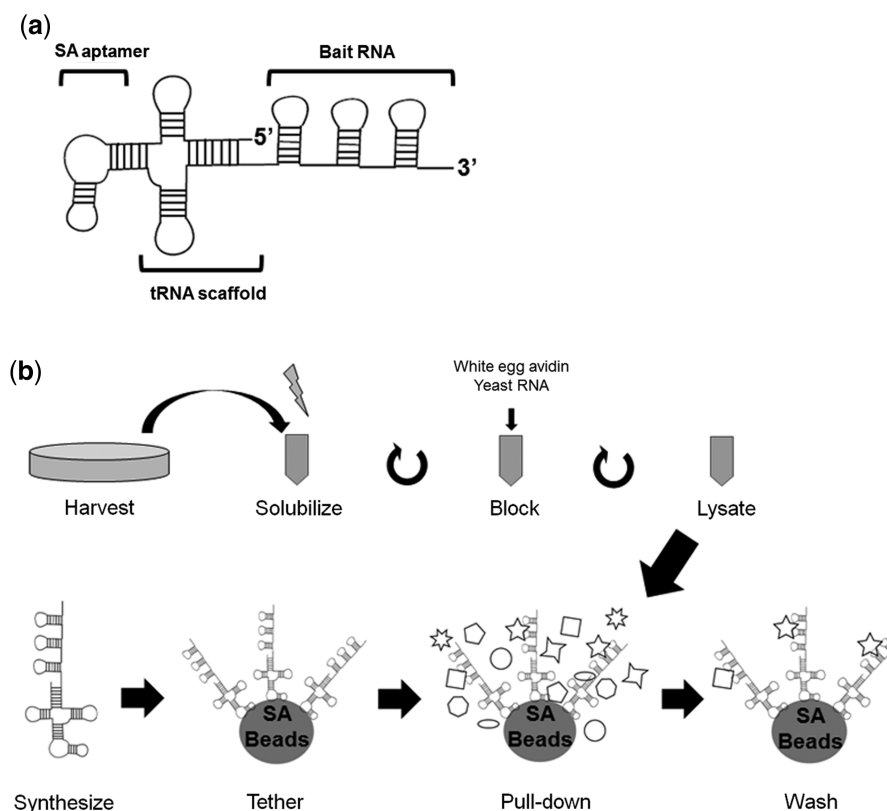 (a)
SA aptamer
Bait RNA
5’
3’
tRNA scaffold
(b)
White egg avidin
Yeast RNA
Harvest
Solubilize
Block
Lysate
SA
Beads
SA
Beads
SA
Beads
Synthesize
Tether
Pull-down
Wash